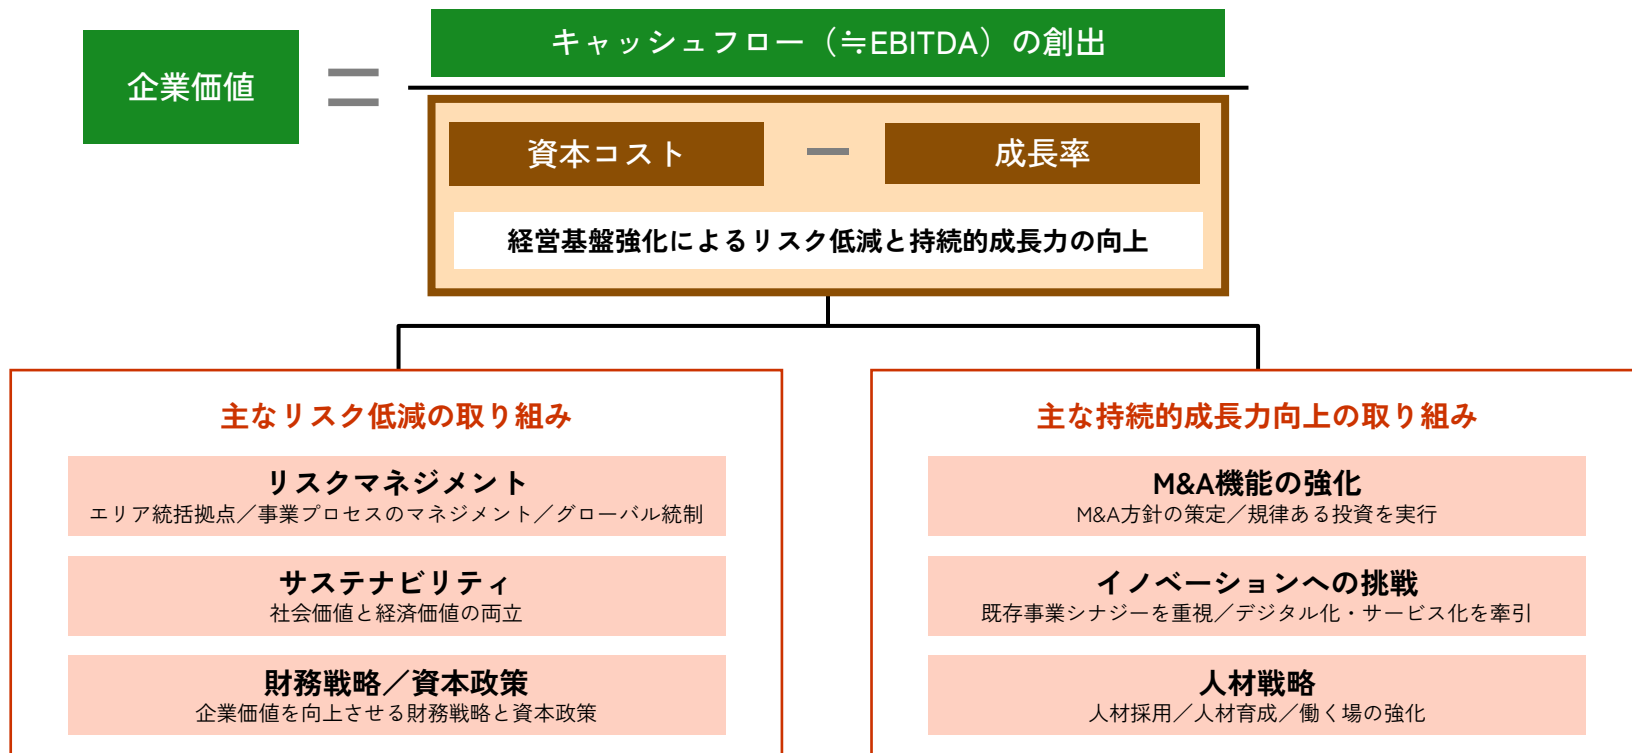 企業価値
＝
キャッシュフロー（≒EBITDA）の創出
資本コスト － 成長率
経営基盤強化によるリスク低減と持続的成長力の向上
主なリスク低減の取り組み
リスクマネジメント
エリア統括拠点／事業プロセスのマネジメント／グローバル統制
サステナビリティ
社会価値と経済価値の両立
財務戦略／資本政策
企業価値を向上させる財務戦略と資本政策
主な持続的成長力向上の取り組み
M&A機能の強化
M&A方針の策定／規律ある投資を実行
イノベーションへの挑戦
既存事業シナジーを重視／デジタル化・サービス化を牽引
人材戦略
人材採用／人材育成／働く場の強化